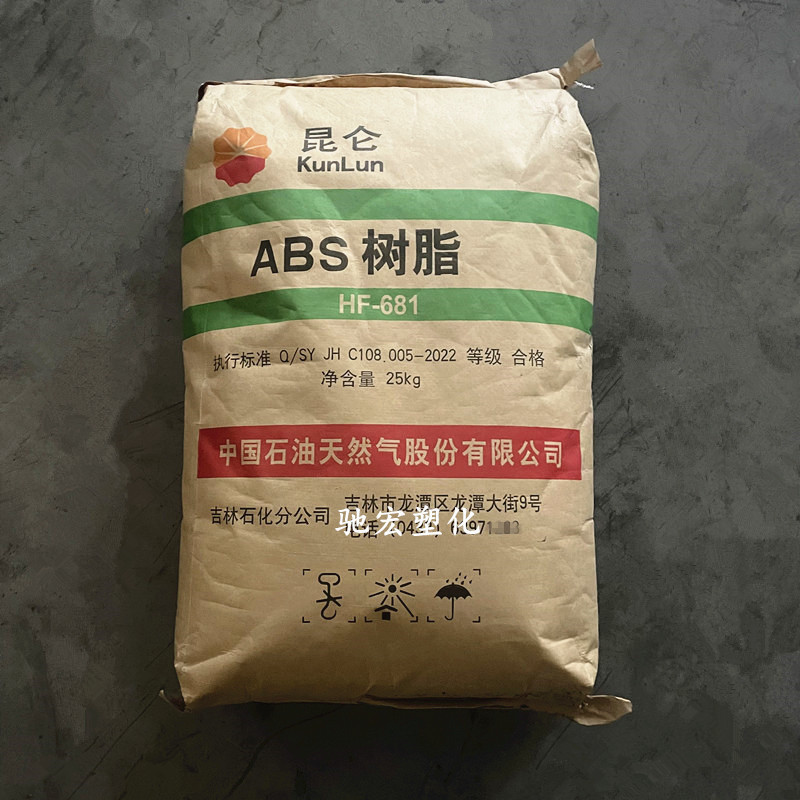 昆仑
KunLun
ABS 树脂
HF-681
执行标准 Q/SY JH C108.005-2022 等级 合格
净含量 25kg
中国石油天然气股份有限公司
吉林石化分公司
吉林市龙潭区龙潭大街9号
驰宏塑化